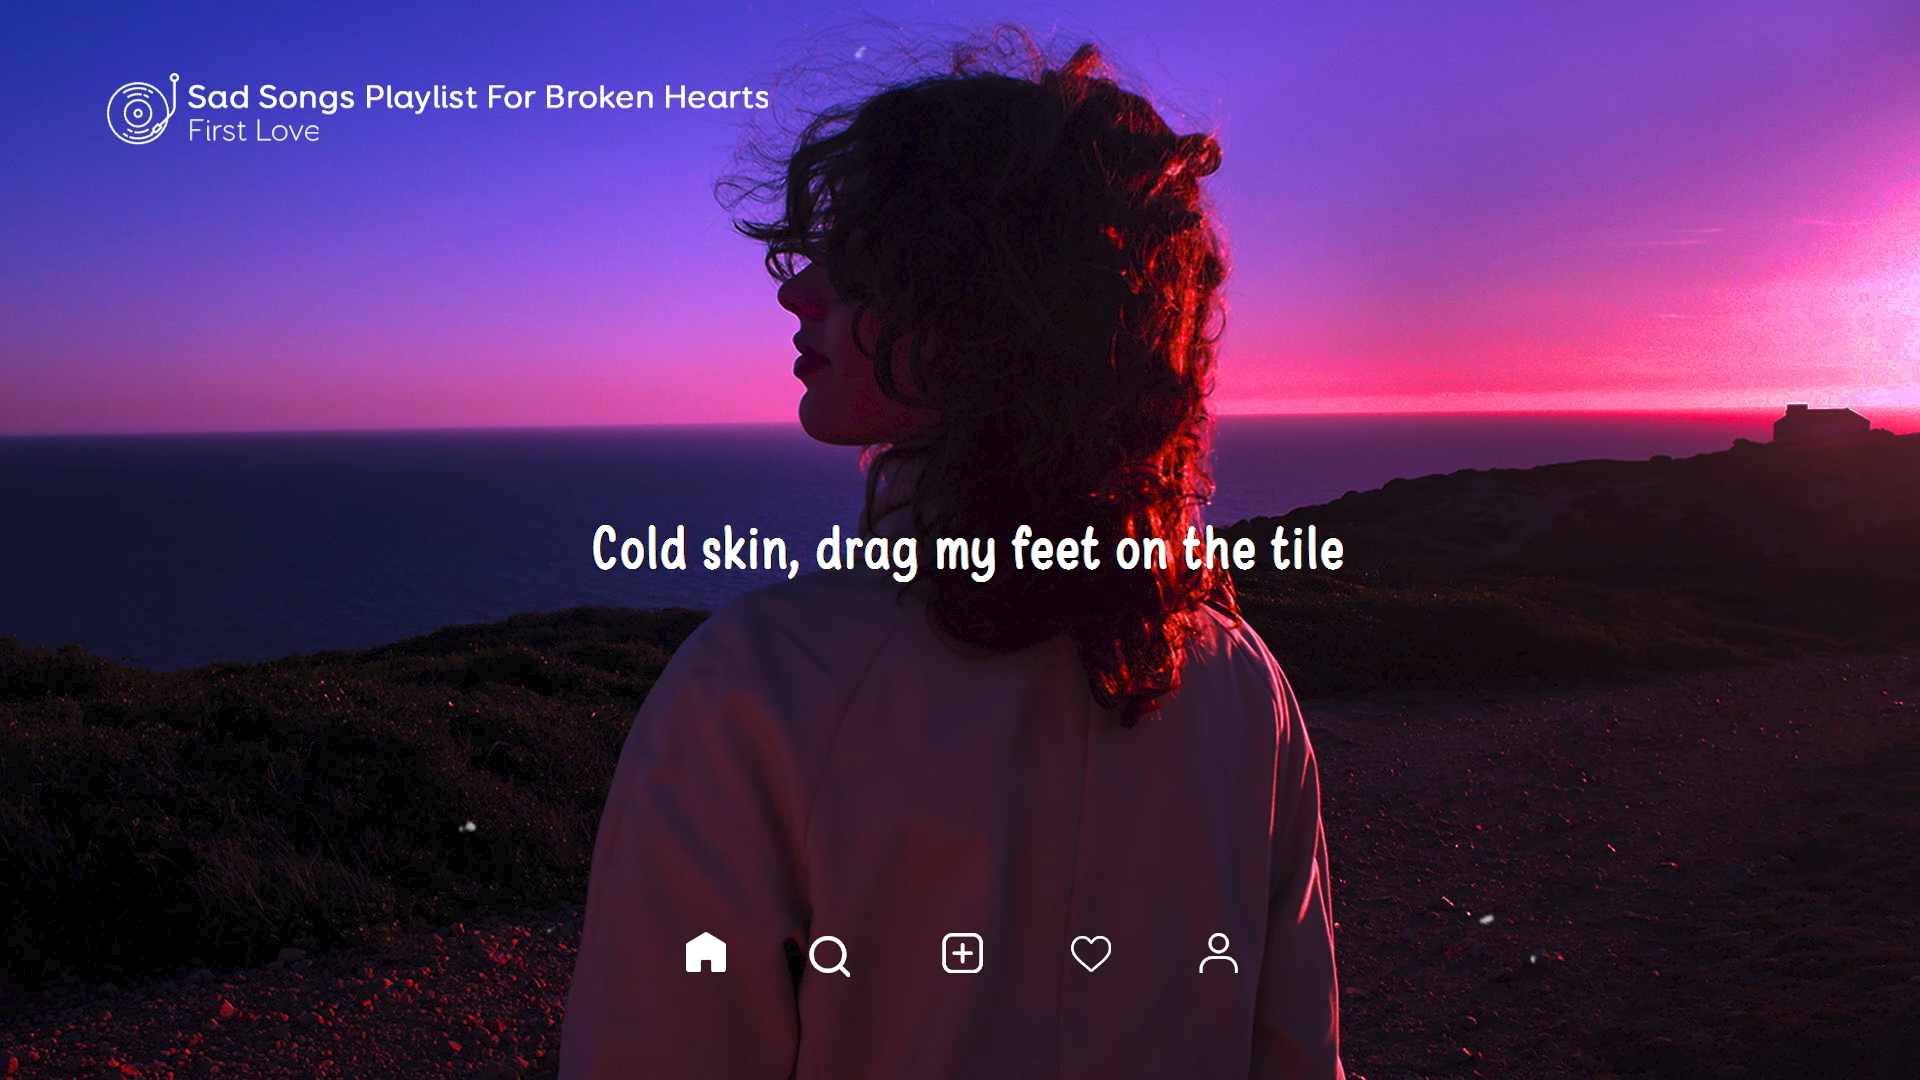 Sad Songs Playlist For Broken Hearts
First Love
Cold skin, drag my feet on the tile